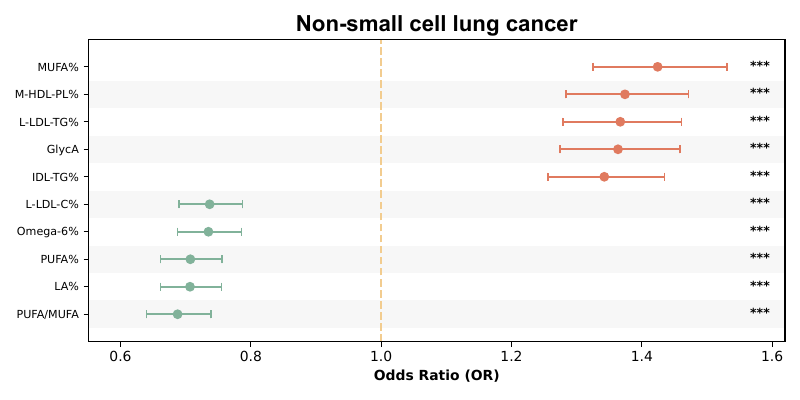 Non-small cell lung cancer
MUFA% ***
M-HDL-PL% ***
L-LDL-TG% ***
GlycA ***
IDL-TG% ***
L-LDL-C% ***
Omega-6% ***
PUFA% ***
LA% ***
PUFA/MUFA ***
0.6 0.8 1.0 1.2 1.4 1.6
Odds Ratio (OR)